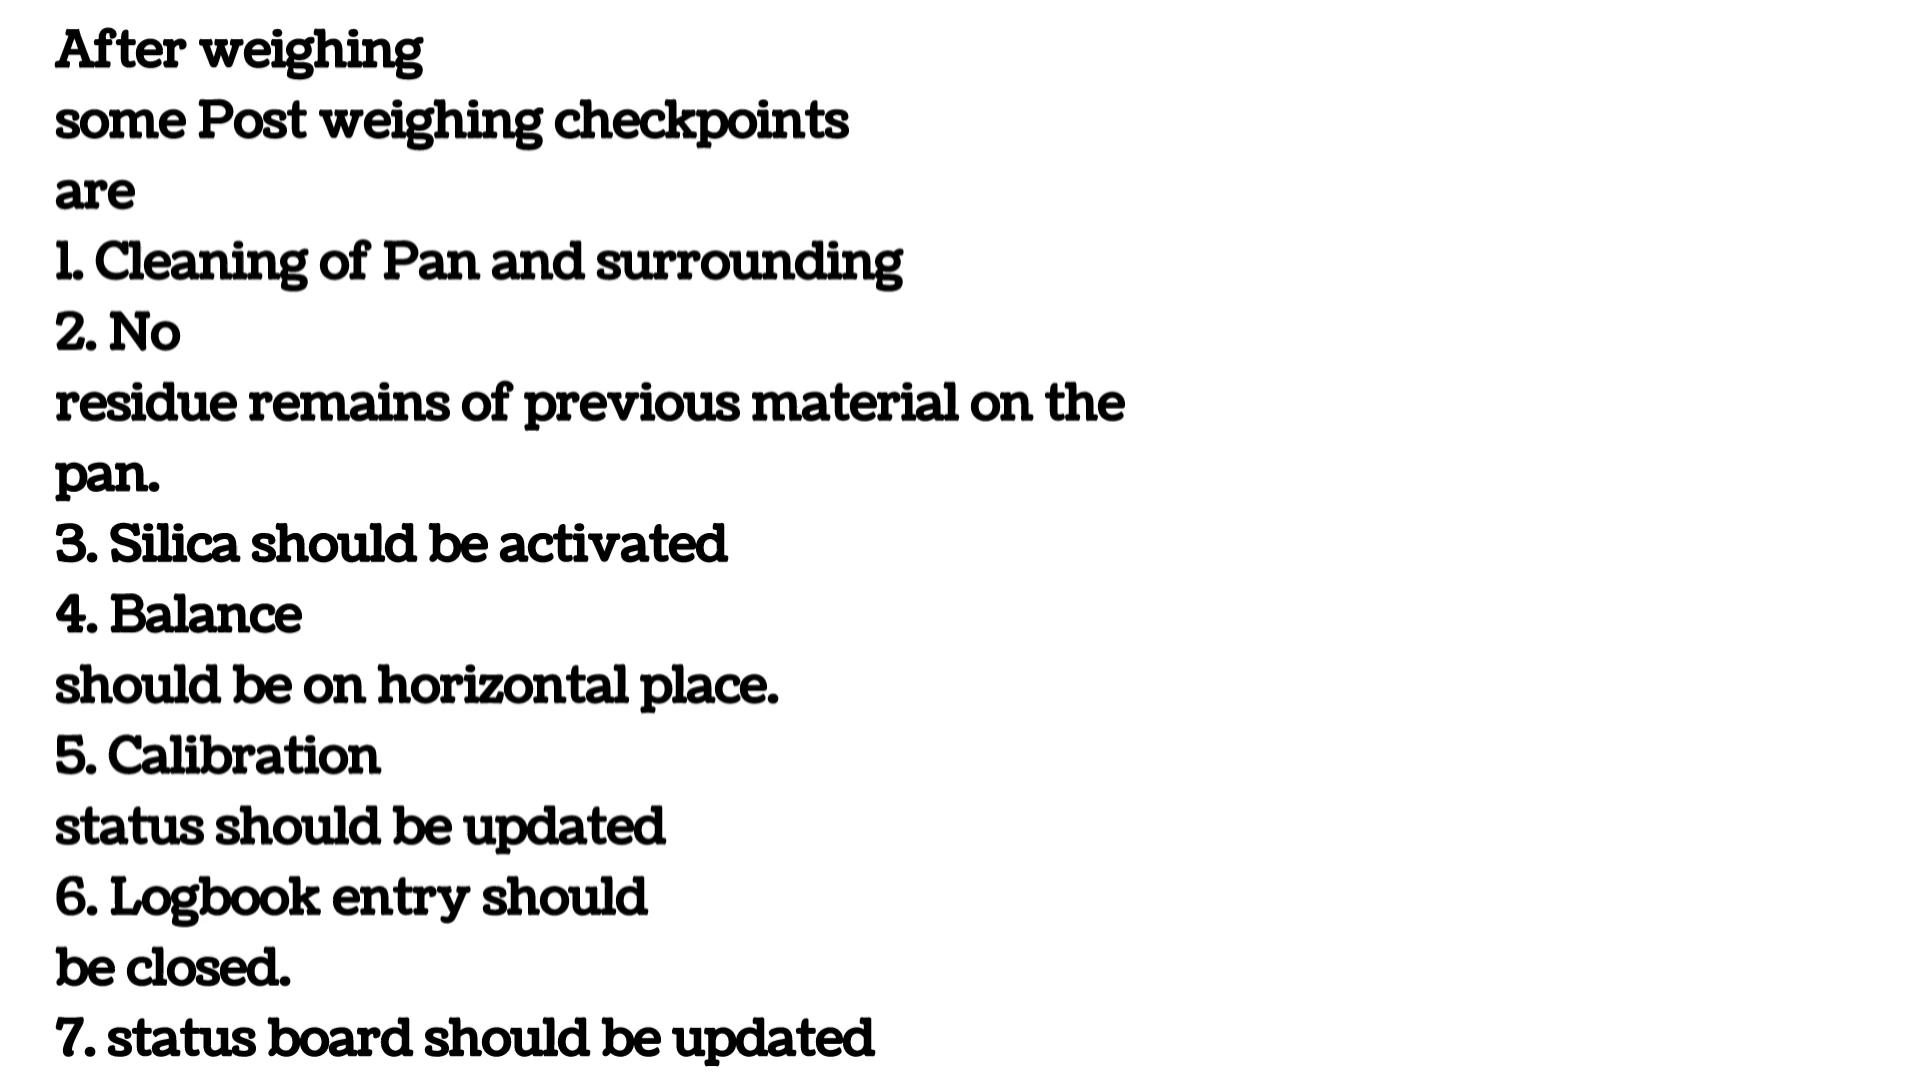 After weighing
some Post weighing checkpoints
are
1. Cleaning of Pan and surrounding
2. No
residue remains of previous material on the
pan.
3. Silica should be activated
4. Balance
should be on horizontal place.
5. Calibration
status should be updated
6. Logbook entry should
be closed.
7. status board should be updated